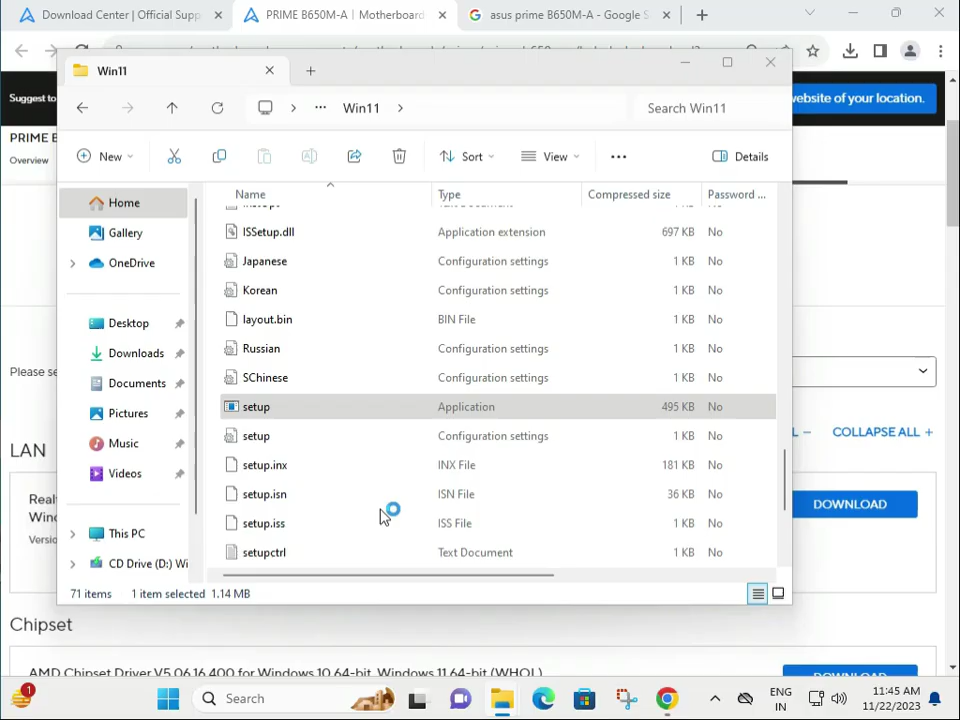 Download Center | Official Supp
PRIME B650M-A | Motherboard
asus prime B650M-A - Google S
Suggest to
website of your location.
PRIME B
Overview
Win11
Win11
Search Win11
New
Sort
View
Details
Name
Type
Compressed size
Password ...
Home
Gallery
OneDrive
Desktop
Downloads
Documents
Pictures
Music
Videos
This PC
CD Drive (D:) Wi
ISSetup.dll Application extension 697 KB No
Japanese Configuration settings 1 KB No
Korean Configuration settings 1 KB No
layout.bin BIN File 1 KB No
Russian Configuration settings 1 KB No
SChinese Configuration settings 1 KB No
setup Application 495 KB No
setup Configuration settings 1 KB No
setup.inx INX File 181 KB No
setup.isn ISN File 36 KB No
setup.iss ISS File 1 KB No
setupctrl Text Document 1 KB No
71 items 1 item selected 1.14 MB
Please se
L − COLLAPSE ALL +
LAN
Realt
Wind
Versio
DOWNLOAD
Chipset
AMD Chipset Driver V5.06.16.400 for Windows 10 64-bit, Windows 11 64-bit (WHQL)
DOWNLOAD
1
Search
ENG
IN
11:45 AM
11/22/2023